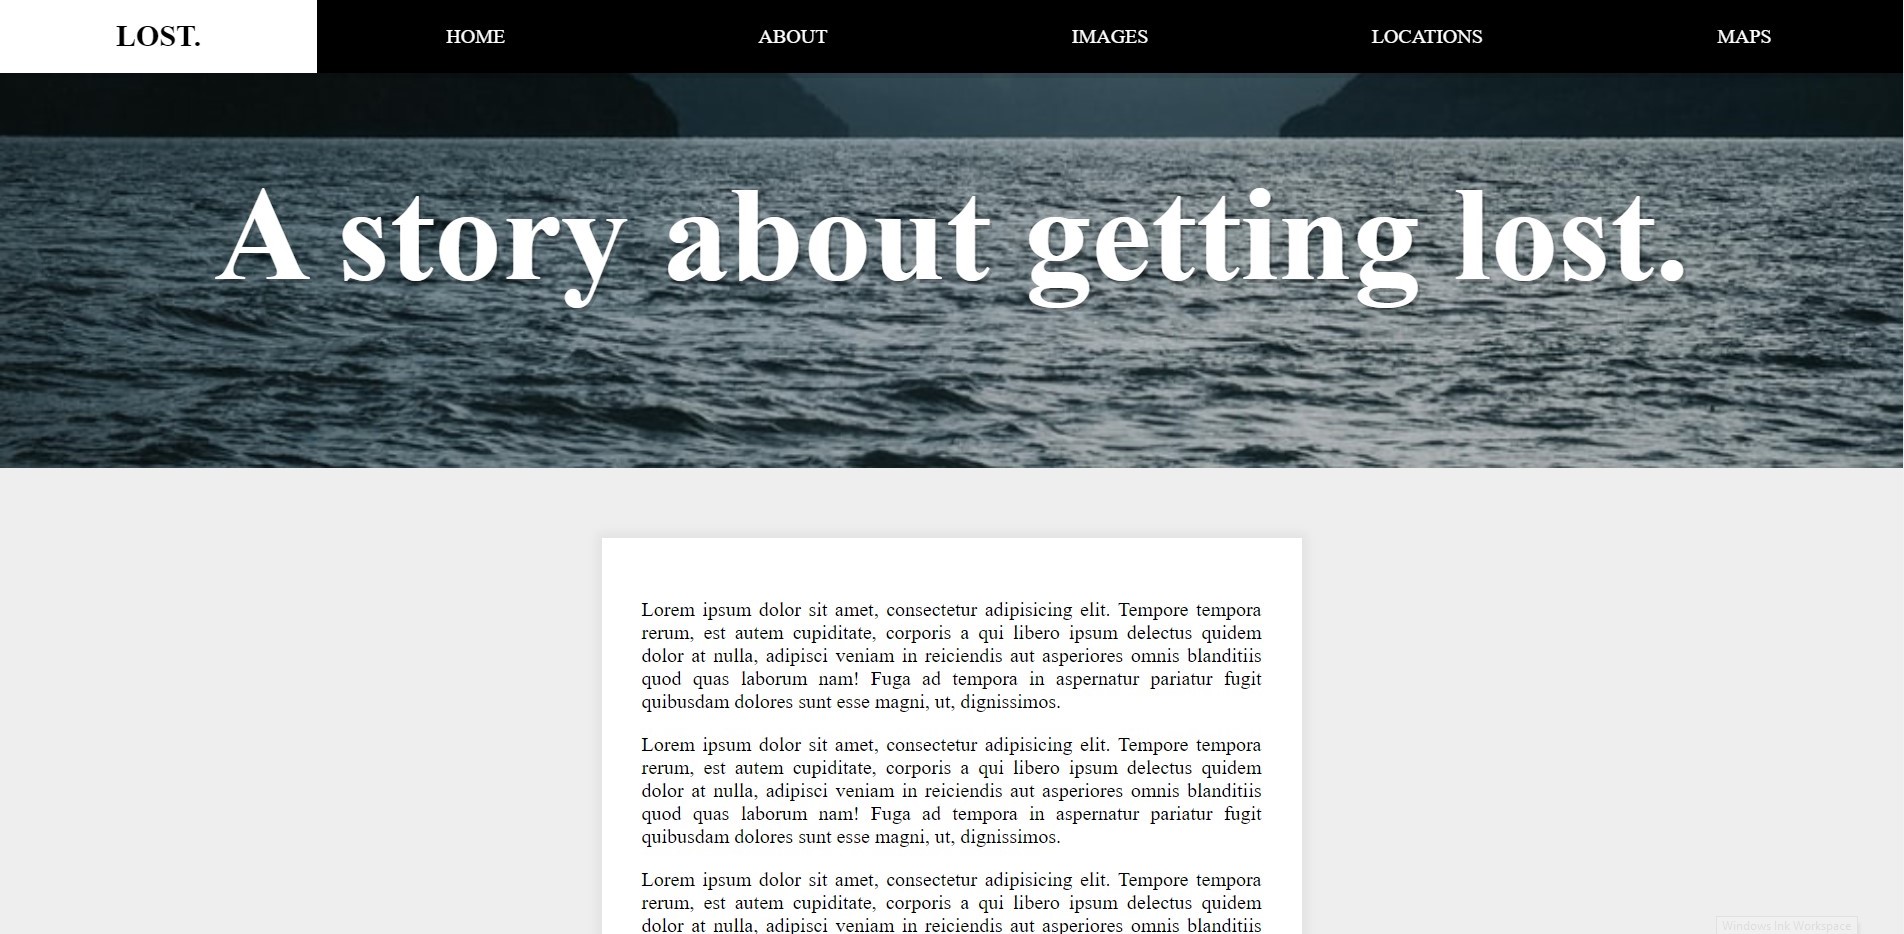 LOST.
HOME
ABOUT
IMAGES
LOCATIONS
MAPS
A story about getting lost.
Lorem ipsum dolor sit amet, consectetur adipisicing elit. Tempore tempora
rerum, est autem cupiditate, corporis a qui libero ipsum delectus quidem
dolor at nulla, adipisci veniam in reiciendis aut asperiores omnis blanditiis
quod quas laborum nam! Fuga ad tempora in aspernatur pariatur fugit
quibusdam dolores sunt esse magni, ut, dignissimos.
Lorem ipsum dolor sit amet, consectetur adipisicing elit. Tempore tempora
rerum, est autem cupiditate, corporis a qui libero ipsum delectus quidem
dolor at nulla, adipisci veniam in reiciendis aut asperiores omnis blanditiis
quod quas laborum nam! Fuga ad tempora in aspernatur pariatur fugit
quibusdam dolores sunt esse magni, ut, dignissimos.
Lorem ipsum dolor sit amet, consectetur adipisicing elit. Tempore tempora
rerum, est autem cupiditate, corporis a qui libero ipsum delectus quidem
dolor at nulla, adipisci veniam in reiciendis aut asperiores omnis blanditiis
Windows Ink Workspace